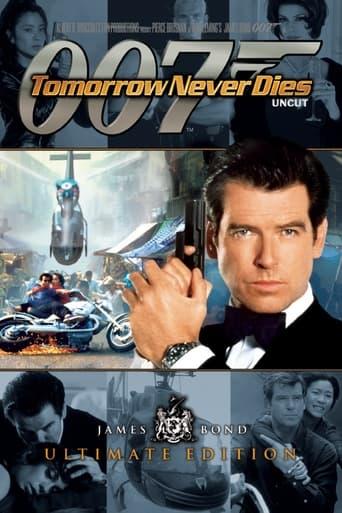 ALBERT R. BROCCOLI'S EON PRODUCTIONS PRESENTS PIERCE BROSNAN AS IAN FLEMING'S JAMES BOND 007
007
Tomorrow Never Dies
UNCUT
JAMES BOND
ULTIMATE EDITION